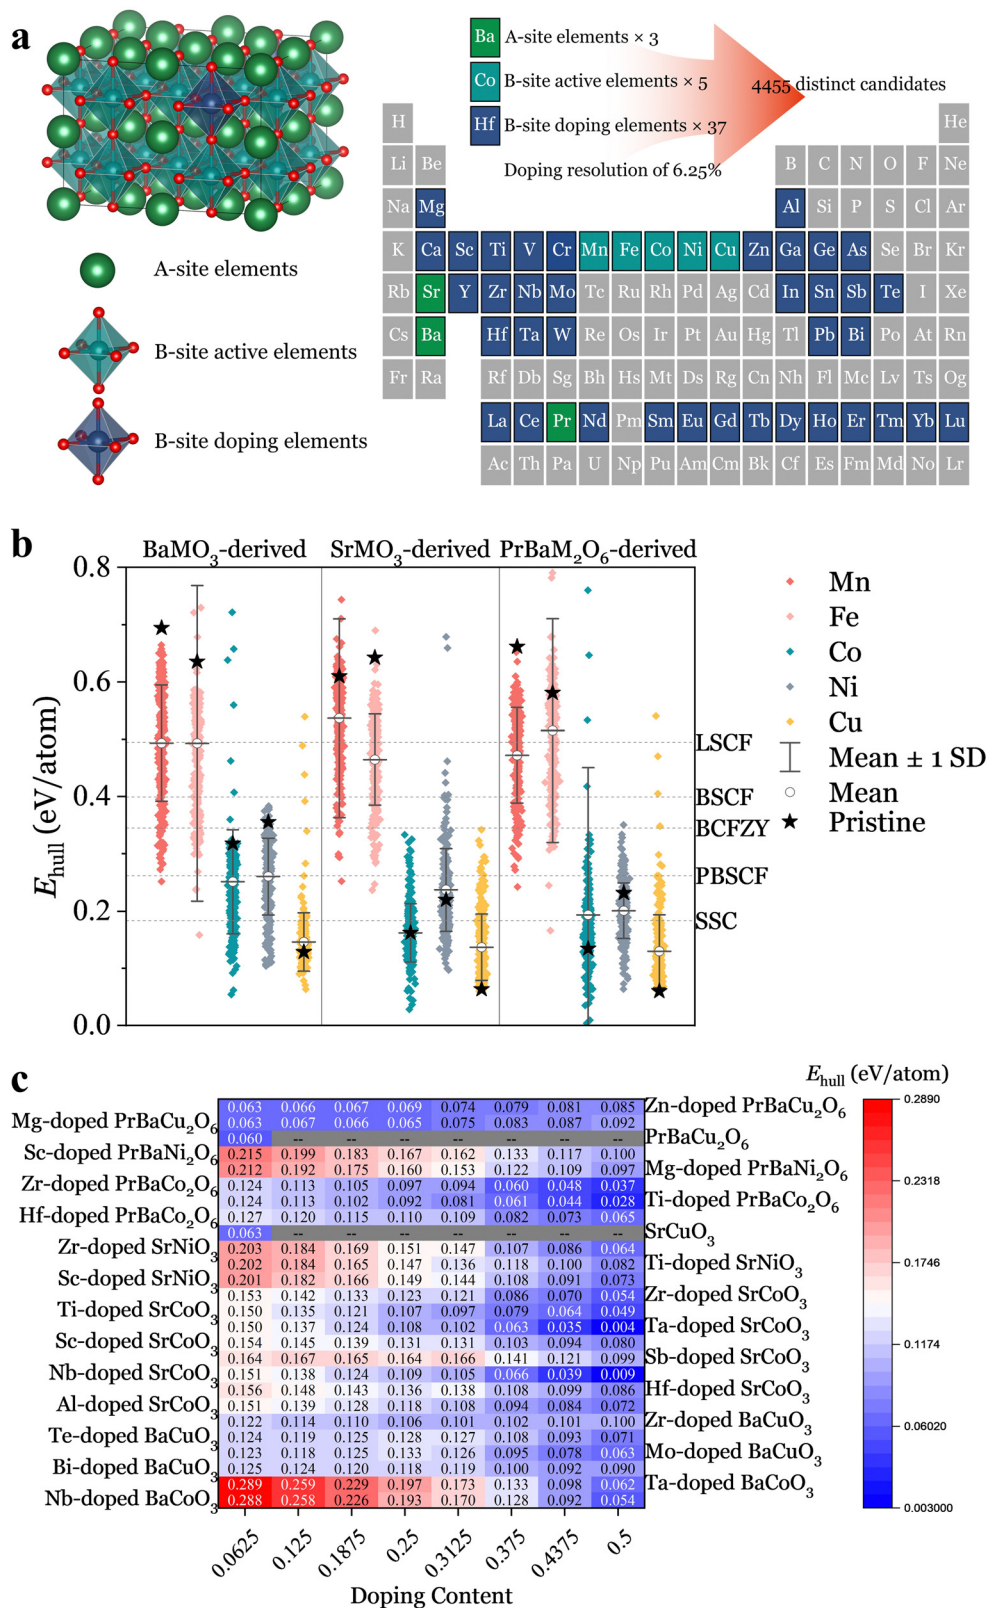 a
Ba A-site elements × 3
Co B-site active elements × 5
Hf B-site doping elements × 37
4455 distinct candidates
Doping resolution of 6.25%
A-site elements
B-site active elements
B-site doping elements
H He
Li Be B C N O F Ne
Na Mg Al Si P S Cl Ar
K Ca Sc Ti V Cr Mn Fe Co Ni Cu Zn Ga Ge As Se Br Kr
Rb Sr Y Zr Nb Mo Tc Ru Rh Pd Ag Cd In Sn Sb Te I Xe
Cs Ba Hf Ta W Re Os Ir Pt Au Hg Tl Pb Bi Po At Rn
Fr Ra Rf Db Sg Bh Hs Mt Ds Rg Cn Nh Fl Mc Lv Ts Og
La Ce Pr Nd Pm Sm Eu Gd Tb Dy Ho Er Tm Yb Lu
Ac Th Pa U Np Pu Am Cm Bk Cf Es Fm Md No Lr
b
BaMO₃-derived SrMO₃-derived PrBaM₂O₆-derived
E_hull (eV/atom)
0.8
0.6
0.4
0.2
0.0
LSCF
BSCF
BCFZY
PBSCF
SSC
Mn
Fe
Co
Ni
Cu
Mean ± 1 SD
Mean
Pristine
c
E_hull (eV/atom)
0.063 0.066 0.067 0.069 0.074 0.079 0.081 0.085 Zn-doped PrBaCu₂O₆
Mg-doped PrBaCu₂O₆ 0.063 0.067 0.066 0.065 0.075 0.083 0.087 0.092
0.060 -- -- -- -- -- -- -- PrBaCu₂O₆
Sc-doped PrBaNi₂O₆ 0.215 0.199 0.183 0.167 0.162 0.133 0.117 0.100
0.212 0.192 0.175 0.160 0.153 0.122 0.109 0.097 Mg-doped PrBaNi₂O₆
Zr-doped PrBaCo₂O₆ 0.124 0.113 0.105 0.097 0.094 0.060 0.048 0.037
0.124 0.113 0.102 0.092 0.081 0.061 0.044 0.028 Ti-doped PrBaCo₂O₆
Hf-doped PrBaCo₂O₆ 0.127 0.120 0.115 0.110 0.109 0.082 0.073 0.065
0.063 -- -- -- -- -- -- -- SrCuO₃
Zr-doped SrNiO₃ 0.203 0.184 0.169 0.151 0.147 0.107 0.086 0.064
0.202 0.184 0.165 0.147 0.136 0.118 0.100 0.082 Ti-doped SrNiO₃
Sc-doped SrNiO₃ 0.201 0.182 0.166 0.149 0.144 0.108 0.091 0.073
0.153 0.142 0.133 0.123 0.121 0.086 0.070 0.054 Zr-doped SrCoO₃
Ti-doped SrCoO₃ 0.150 0.135 0.121 0.107 0.097 0.079 0.064 0.049
0.150 0.137 0.124 0.108 0.102 0.063 0.035 0.004 Ta-doped SrCoO₃
Sc-doped SrCoO₃ 0.154 0.145 0.139 0.131 0.131 0.103 0.094 0.080
0.164 0.167 0.165 0.164 0.166 0.141 0.121 0.099 Sb-doped SrCoO₃
Nb-doped SrCoO₃ 0.151 0.138 0.124 0.109 0.105 0.066 0.039 0.009
0.156 0.148 0.143 0.136 0.138 0.108 0.099 0.086 Hf-doped SrCoO₃
Al-doped SrCoO₃ 0.151 0.139 0.128 0.118 0.108 0.094 0.084 0.072
0.122 0.114 0.110 0.106 0.101 0.102 0.101 0.100 Zr-doped BaCuO₃
Te-doped BaCuO₃ 0.124 0.119 0.125 0.128 0.127 0.108 0.093 0.071
0.123 0.118 0.125 0.133 0.126 0.095 0.078 0.063 Mo-doped BaCuO₃
Bi-doped BaCuO₃ 0.125 0.124 0.120 0.118 0.119 0.100 0.092 0.090
0.289 0.259 0.229 0.197 0.173 0.133 0.098 0.062 Ta-doped BaCoO₃
Nb-doped BaCoO₃ 0.288 0.258 0.226 0.193 0.170 0.128 0.092 0.054
0.0625 0.125 0.1875 0.25 0.3125 0.375 0.4375 0.5
Doping Content
0.2890
0.2318
0.1746
0.1174
0.06020
0.003000